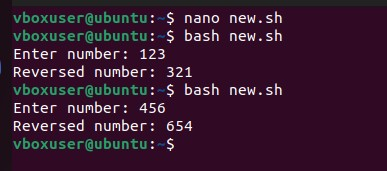 vboxuser@ubuntu:~$ nano new.sh
vboxuser@ubuntu:~$ bash new.sh
Enter number: 123
Reversed number: 321
vboxuser@ubuntu:~$ bash new.sh
Enter number: 456
Reversed number: 654
vboxuser@ubuntu:~$